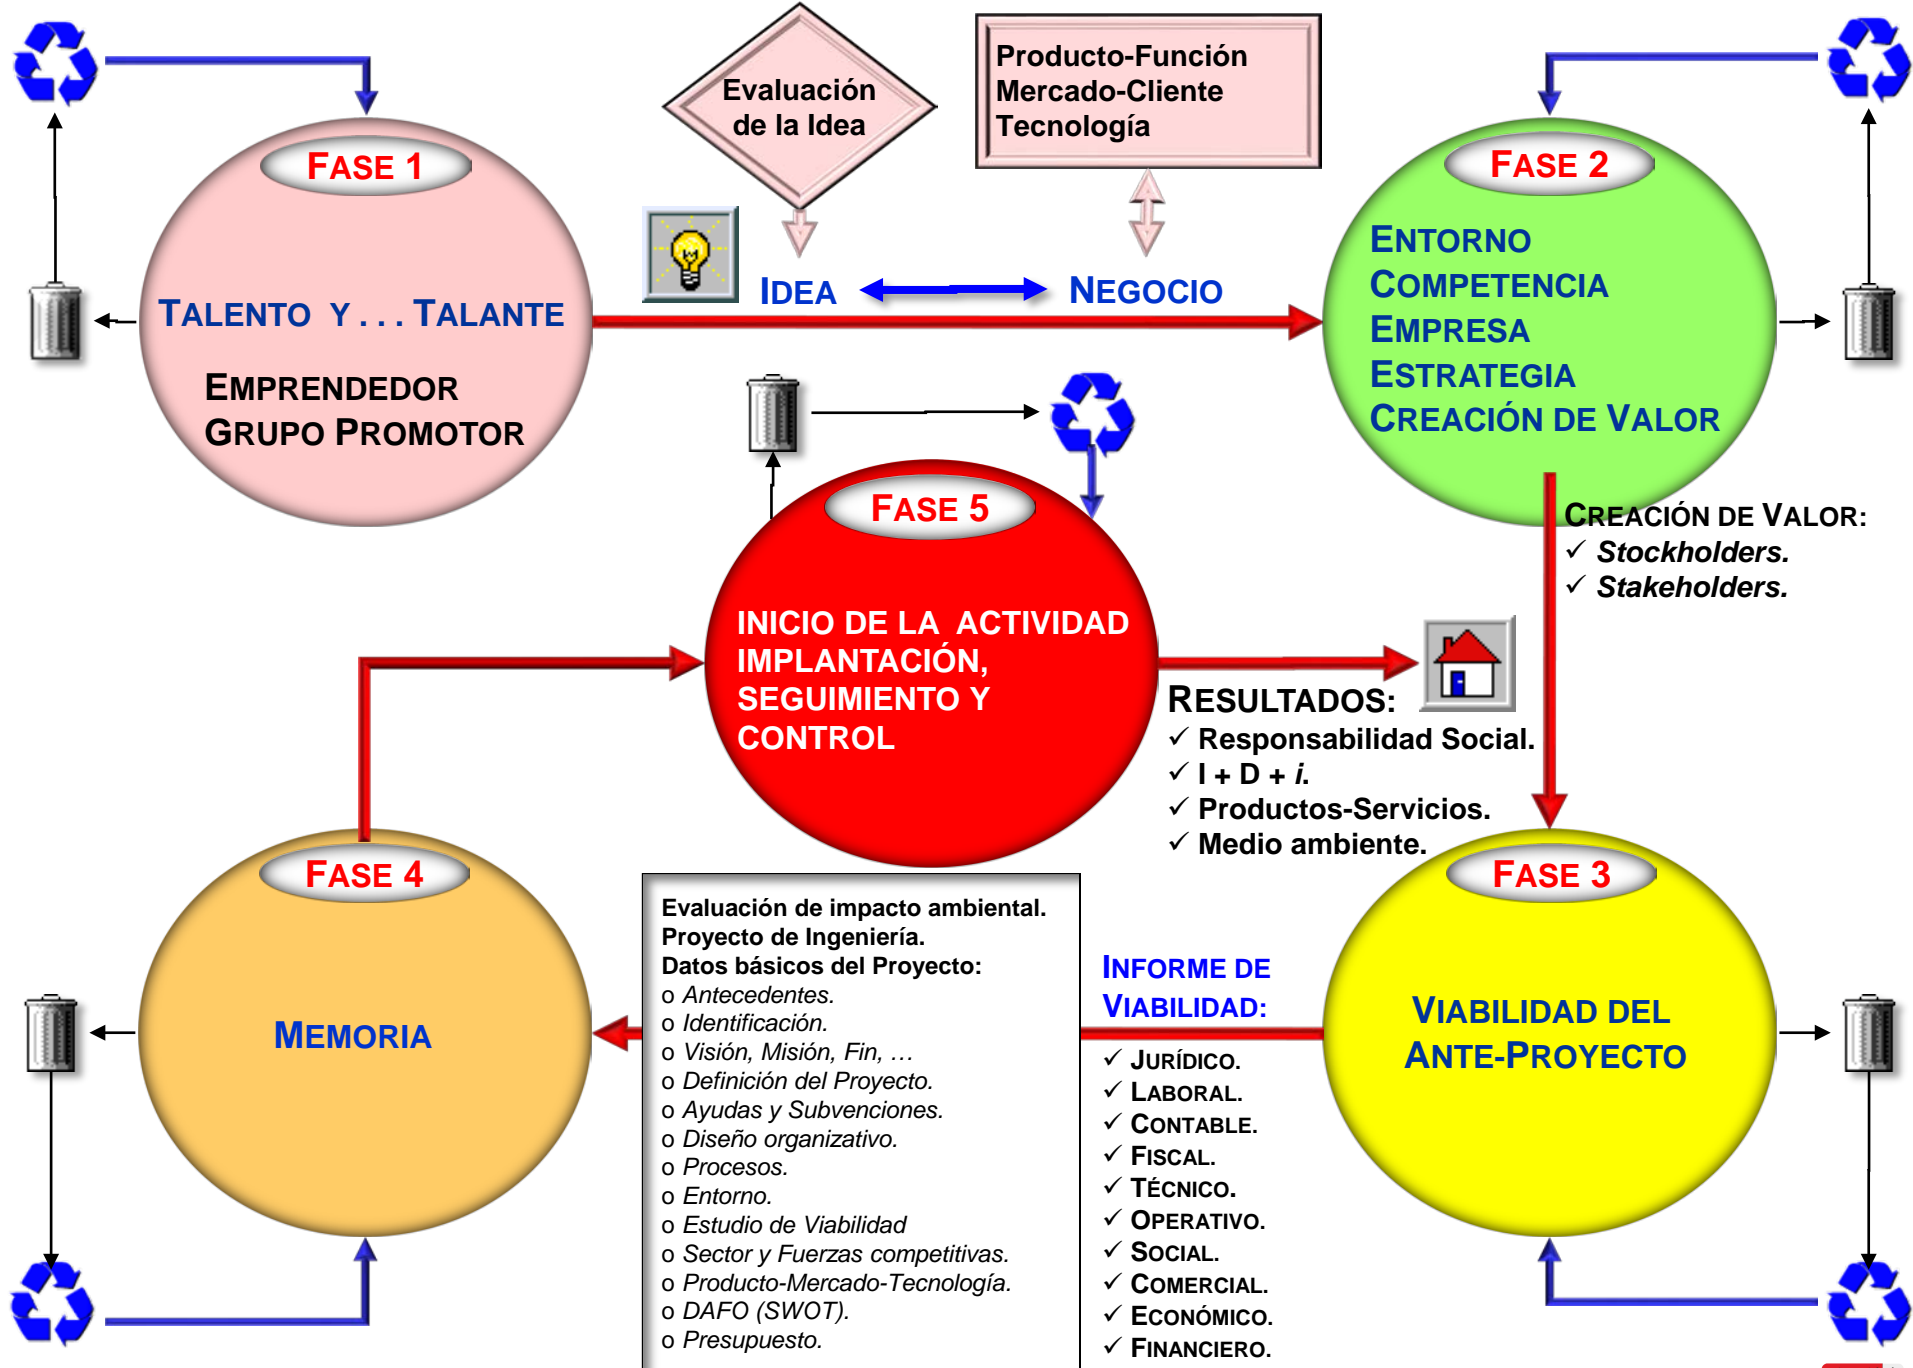 Evaluación
de la Idea
Producto-Función
Mercado-Cliente
Tecnología
FASE 1
TALENTO Y . . . TALANTE
EMPRENDEDOR
GRUPO PROMOTOR
IDEA
NEGOCIO
FASE 2
ENTORNO
COMPETENCIA
EMPRESA
ESTRATEGIA
CREACIÓN DE VALOR
CREACIÓN DE VALOR:
✓ Stockholders.
✓ Stakeholders.
FASE 5
INICIO DE LA ACTIVIDAD
IMPLANTACIÓN,
SEGUIMIENTO Y
CONTROL
RESULTADOS:
✓ Responsabilidad Social.
✓ I + D + i.
✓ Productos-Servicios.
✓ Medio ambiente.
FASE 4
MEMORIA
Evaluación de impacto ambiental.
Proyecto de Ingeniería.
Datos básicos del Proyecto:
o Antecedentes.
o Identificación.
o Visión, Misión, Fin, …
o Definición del Proyecto.
o Ayudas y Subvenciones.
o Diseño organizativo.
o Procesos.
o Entorno.
o Estudio de Viabilidad
o Sector y Fuerzas competitivas.
o Producto-Mercado-Tecnología.
o DAFO (SWOT).
o Presupuesto.
INFORME DE
VIABILIDAD:
✓ JURÍDICO.
✓ LABORAL.
✓ CONTABLE.
✓ FISCAL.
✓ TÉCNICO.
✓ OPERATIVO.
✓ SOCIAL.
✓ COMERCIAL.
✓ ECONÓMICO.
✓ FINANCIERO.
FASE 3
VIABILIDAD DEL
ANTE-PROYECTO